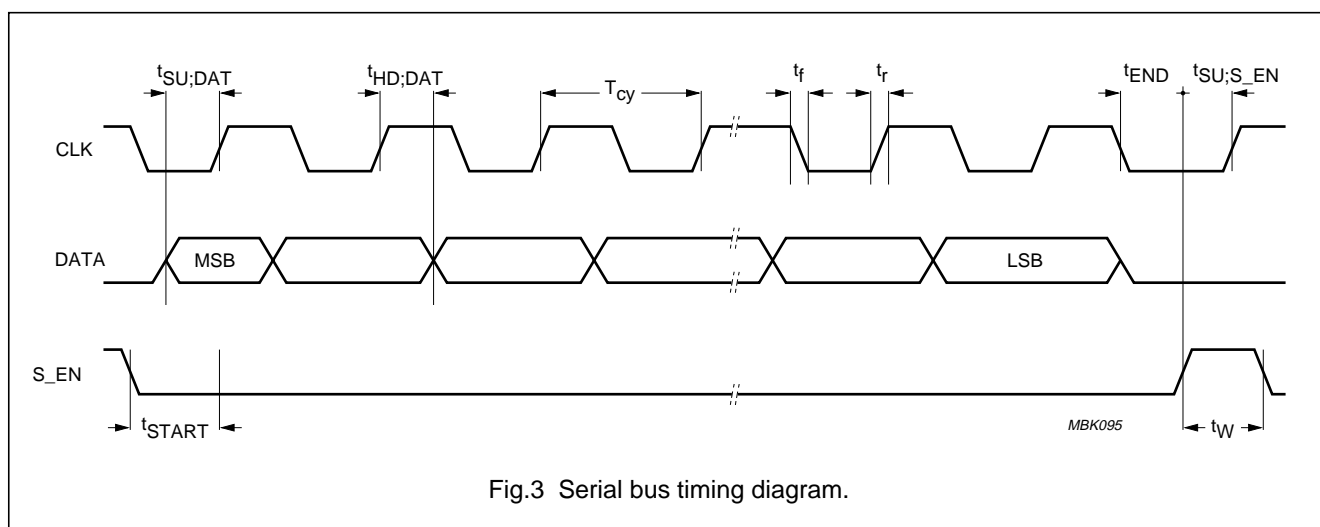 tSU;DAT tHD;DAT Tcy tf tr tEND tSU;S_EN
CLK
DATA MSB LSB
S_EN
tSTART MBK095 tW
Fig.3 Serial bus timing diagram.